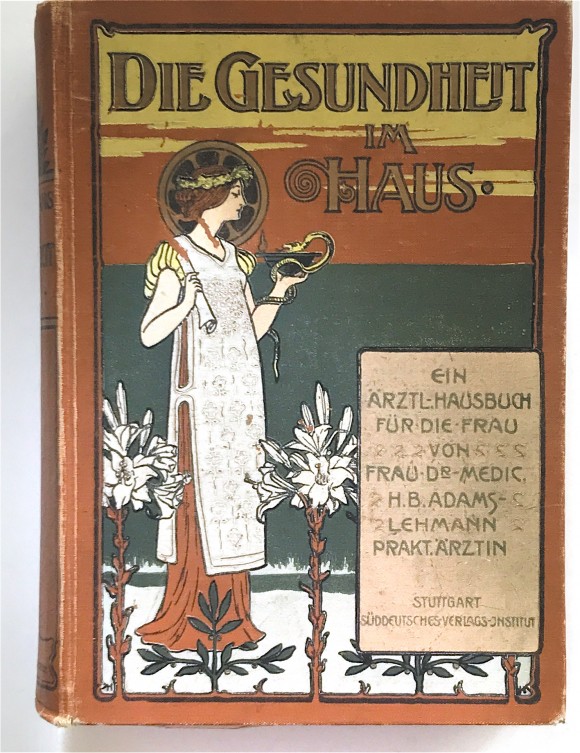 DIE GESUNDHEIT
IM
HAUS.
EIN
ÄRZTL.HAUSBUCH
FÜR·DIE·FRAU
VON
FRAU·DR·MEDIC.
H.B.ADAMS-
LEHMANN
PRAKT.ÄRZTIN
STUTTGART
SÜDDEUTSCHES-VERLAGS-INSTITUT